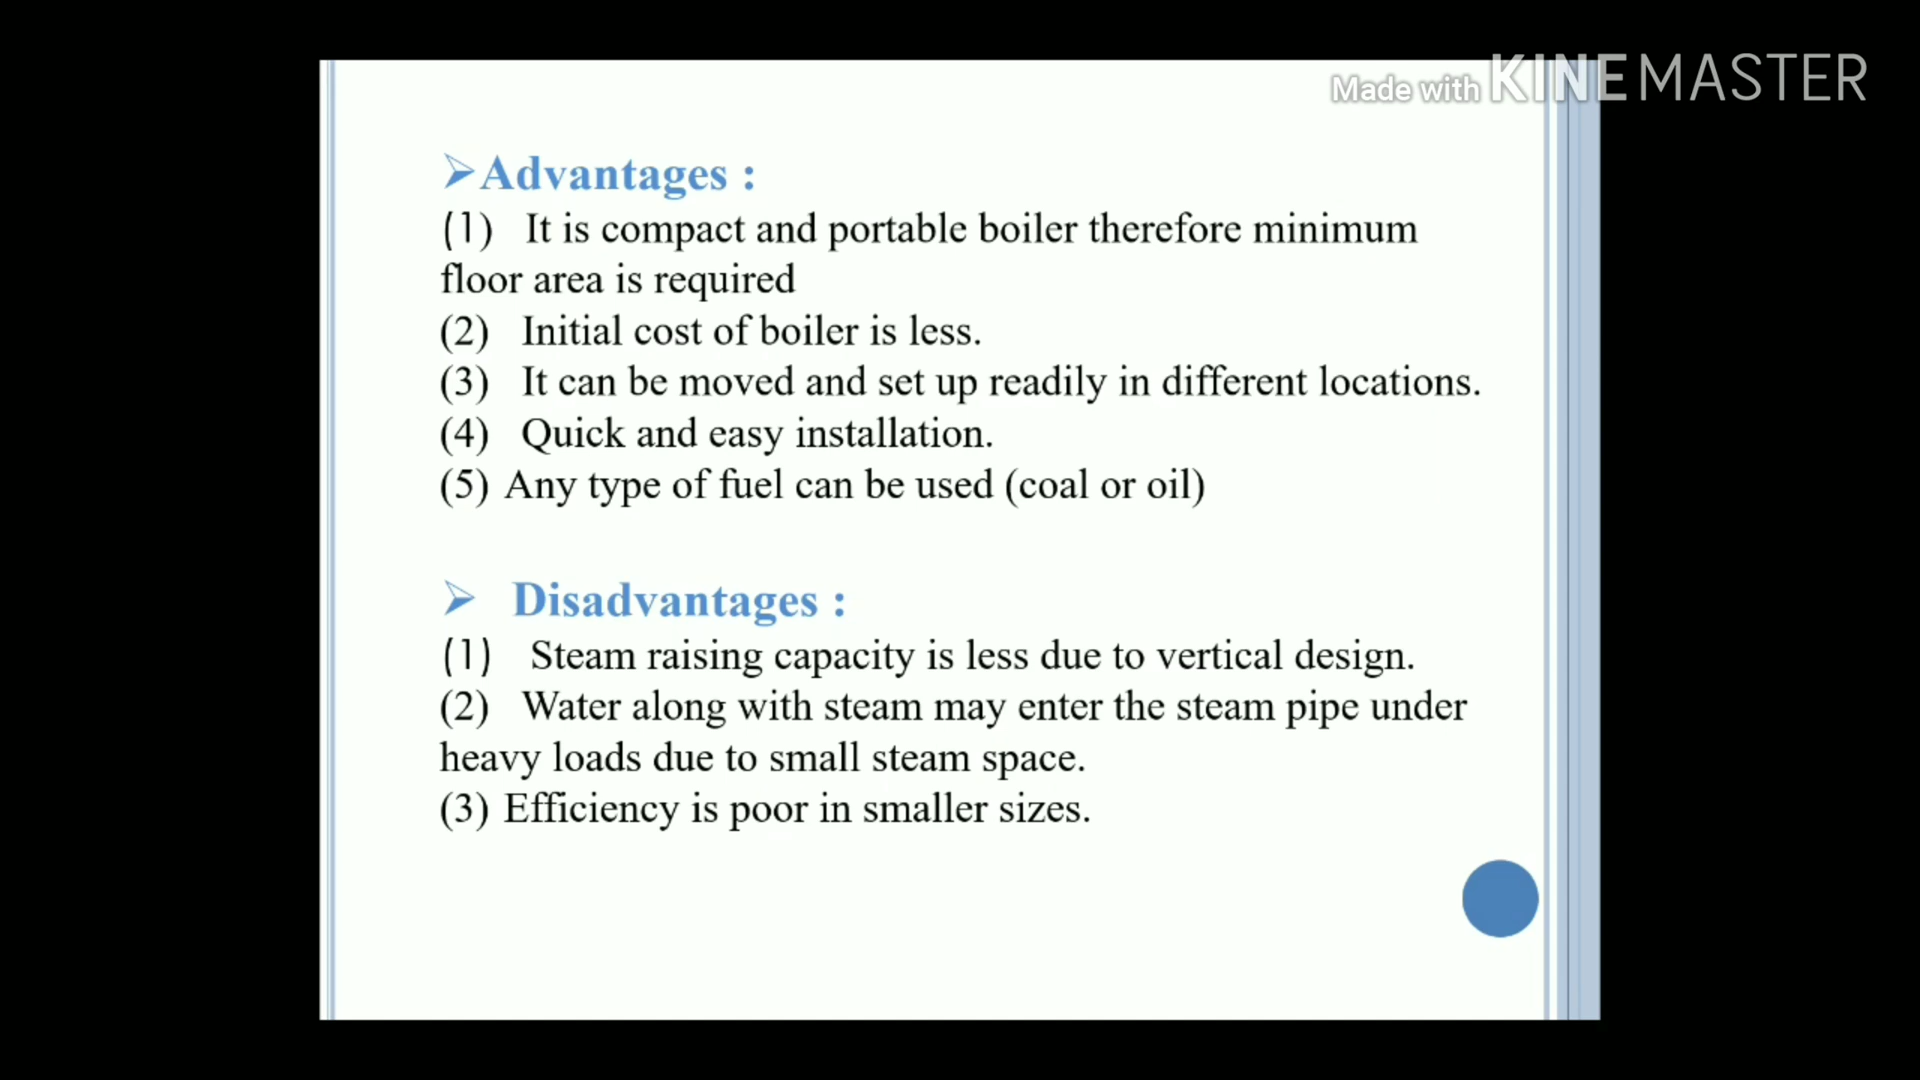 Made with KINEMASTER
Advantages :
(1) It is compact and portable boiler therefore minimum
floor area is required
(2) Initial cost of boiler is less.
(3) It can be moved and set up readily in different locations.
(4) Quick and easy installation.
(5) Any type of fuel can be used (coal or oil)
Disadvantages :
(1) Steam raising capacity is less due to vertical design.
(2) Water along with steam may enter the steam pipe under
heavy loads due to small steam space.
(3) Efficiency is poor in smaller sizes.